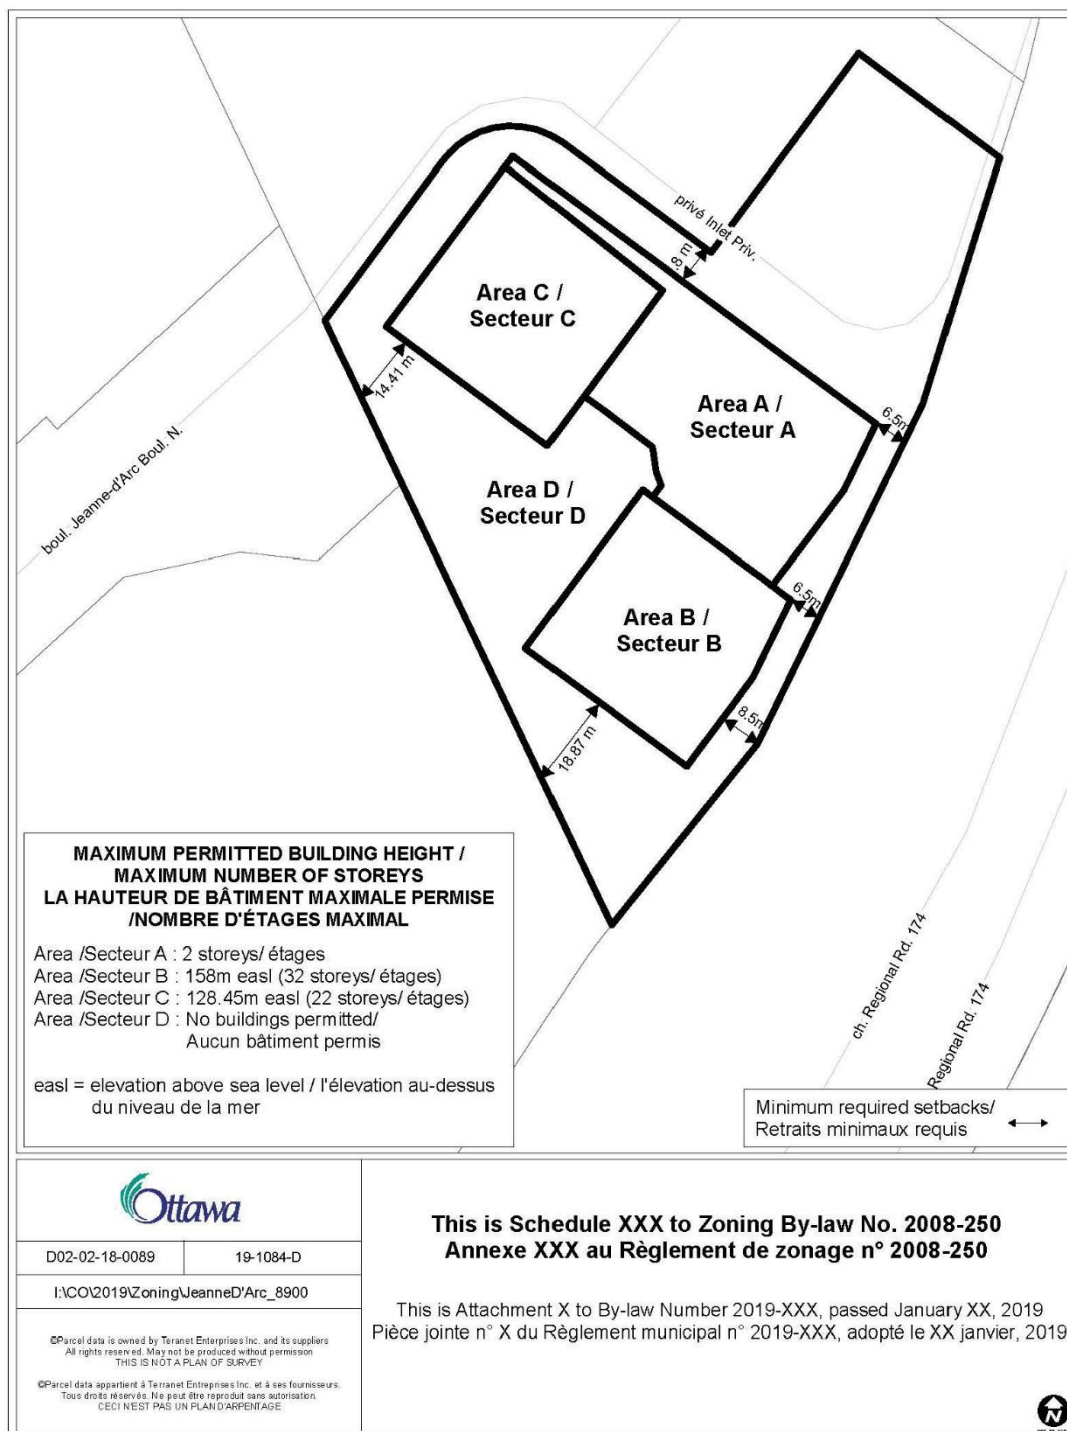 privé Inlet Priv.
.8 m
Area C /
Secteur C
14.41 m
Area A /
Secteur A
6.5m
boul. Jeanne-d'Arc Boul. N.
Area D /
Secteur D
6.5m
Area B /
Secteur B
8.5m
18.87 m
ch. Regional Rd. 174
Regional Rd. 174
MAXIMUM PERMITTED BUILDING HEIGHT /
MAXIMUM NUMBER OF STOREYS
LA HAUTEUR DE BÂTIMENT MAXIMALE PERMISE
/NOMBRE D'ÉTAGES MAXIMAL
Area /Secteur A : 2 storeys/ étages
Area /Secteur B : 158m easl (32 storeys/ étages)
Area /Secteur C : 128.45m easl (22 storeys/ étages)
Area /Secteur D : No buildings permitted/
Aucun bâtiment permis
easl = elevation above sea level / l'élevation au-dessus
du niveau de la mer
Minimum required setbacks/
Retraits minimaux requis
Ottawa
D02-02-18-0089 19-1084-D
I:\CO\2019\Zoning\JeanneD'Arc_8900
©Parcel data is owned by Teranet Enterprises Inc. and its suppliers
All rights reserved. May not be produced without permission
THIS IS NOT A PLAN OF SURVEY
©Parcel data appartient à Terranet Entreprises Inc. et à ses fournisseurs.
Tous droits réservés. Ne peut être reproduit sans autorisation.
CECI N'EST PAS UN PLAN D'ARPENTAGE
This is Schedule XXX to Zoning By-law No. 2008-250
Annexe XXX au Règlement de zonage n° 2008-250
This is Attachment X to By-law Number 2019-XXX, passed January XX, 2019
Pièce jointe n° X du Règlement municipal n° 2019-XXX, adopté le XX janvier, 2019
N